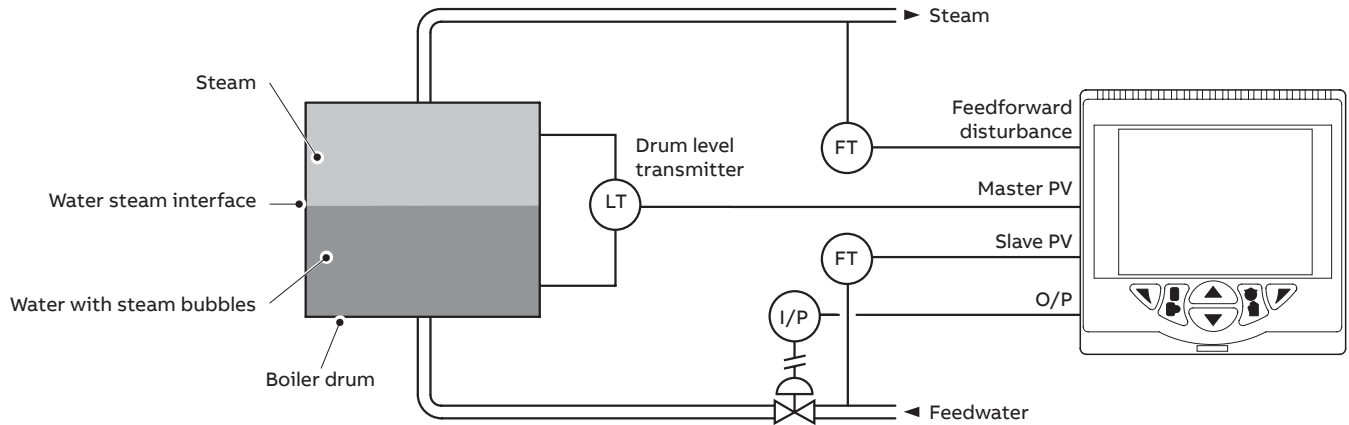 Steam
Steam
Feedforward
disturbance
FT
Drum level
transmitter
Master PV
Water steam interface
LT
Slave PV
FT
Water with steam bubbles
O/P
I/P
Boiler drum
Feedwater